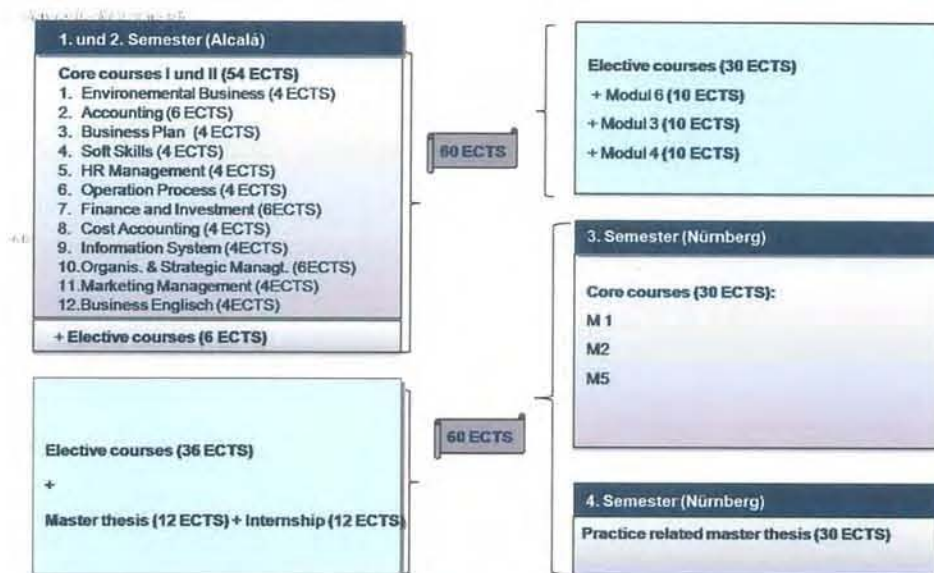 1. und 2. Semester (Alcalá)
Core courses I und II (54 ECTS)
1. Environemental Business (4 ECTS)
2. Accounting (6 ECTS)
3. Business Plan (4 ECTS)
4. Soft Skills (4 ECTS)
5. HR Management (4 ECTS)
6. Operation Process (4 ECTS)
7. Finance and Investment (6ECTS)
8. Cost Accounting (4 ECTS)
9. Information System (4ECTS)
10.Organis. & Strategic Managt. (6ECTS)
11.Marketing Management (4ECTS)
12.Business Englisch (4ECTS)
+ Elective courses (6 ECTS)
60 ECTS
Elective courses (30 ECTS)
+ Modul 6 (10 ECTS)
+ Modul 3 (10 ECTS)
+ Modul 4 (10 ECTS)
Elective courses (36 ECTS)
+
Master thesis (12 ECTS) + Internship (12 ECTS)
60 ECTS
3. Semester (Nürnberg)
Core courses (30 ECTS):
M 1
M2
M5
4. Semester (Nürnberg)
Practice related master thesis (30 ECTS)